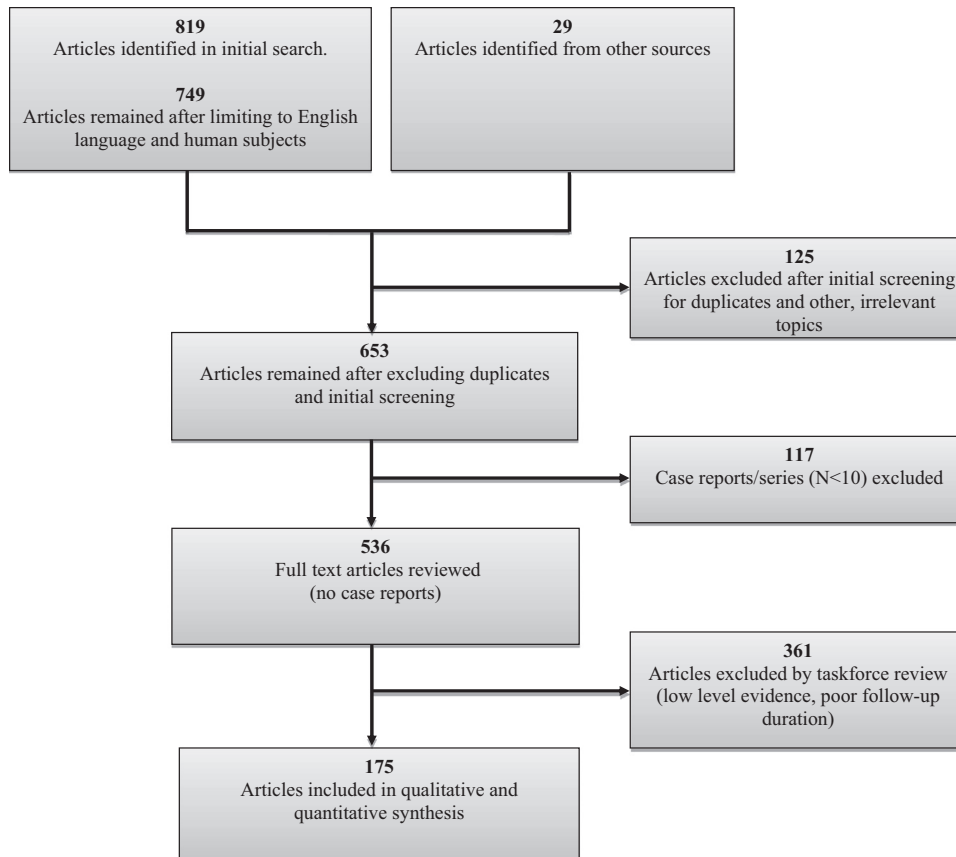 819
Articles identified in initial search.
749
Articles remained after limiting to English
language and human subjects
29
Articles identified from other sources
125
Articles excluded after initial screening
for duplicates and other, irrelevant
topics
653
Articles remained after excluding duplicates
and initial screening
117
Case reports/series (N<10) excluded
536
Full text articles reviewed
(no case reports)
361
Articles excluded by taskforce review
(low level evidence, poor follow-up
duration)
175
Articles included in qualitative and
quantitative synthesis